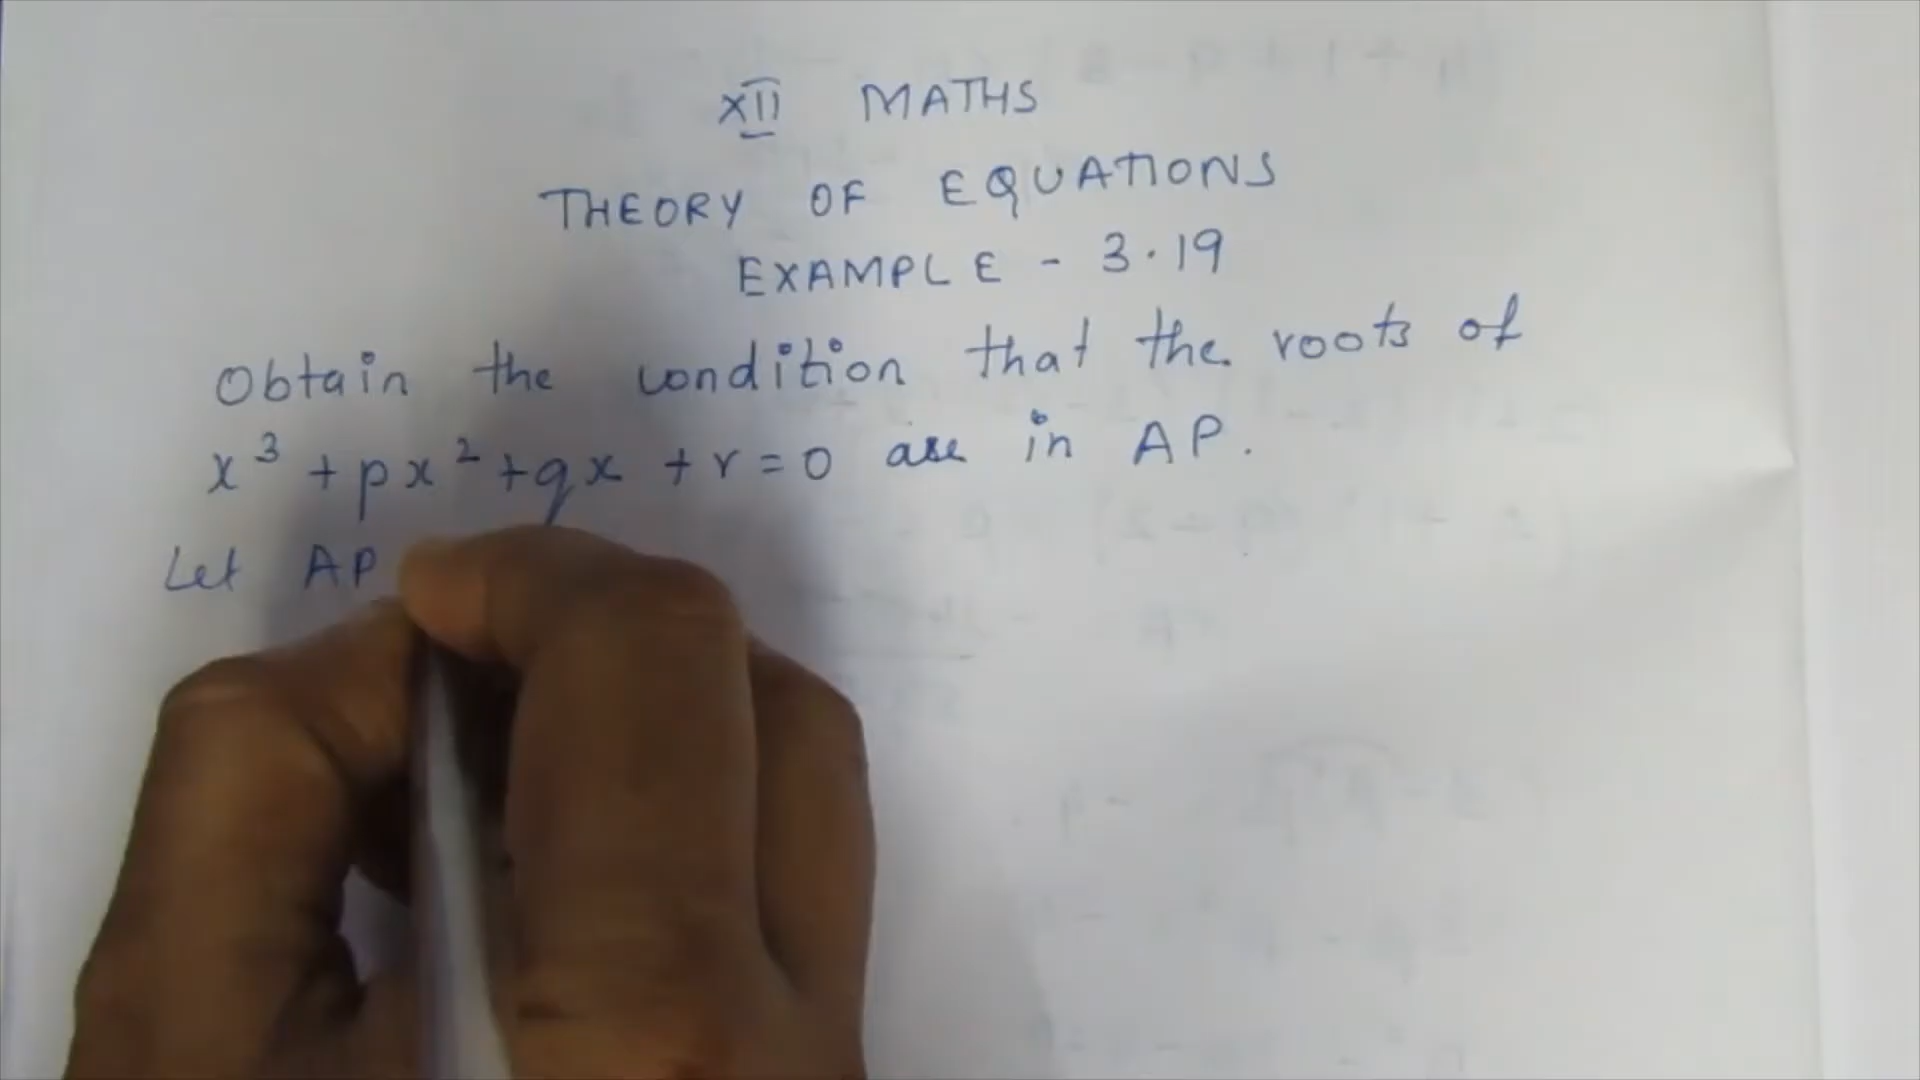 XII MATHS
THEORY OF EQUATIONS
EXAMPLE - 3.19
Obtain the condition that the roots of
x³ + px² + qx + r = 0 are in AP.
Let AP